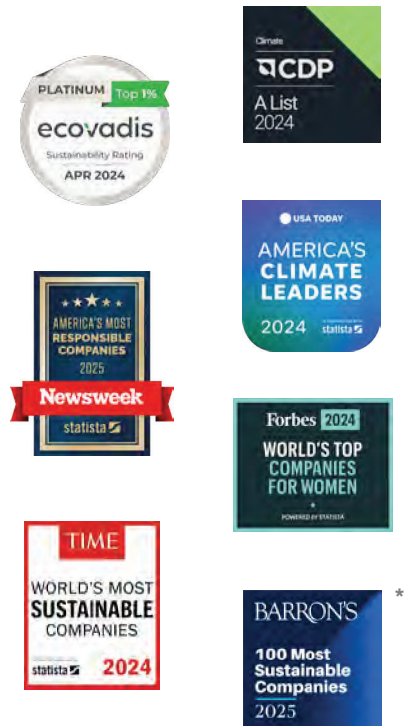 PLATINUM Top 1%
ecovadis
Sustainability Rating
APR 2024
Climate
CDP
A List
2024
USA TODAY
AMERICA'S
CLIMATE
LEADERS
2024 statista
AMERICA'S MOST
RESPONSIBLE
COMPANIES
2025
Newsweek
statista
Forbes 2024
WORLD'S TOP
COMPANIES
FOR WOMEN
POWERED BY STATISTA
TIME
WORLD'S MOST
SUSTAINABLE
COMPANIES
statista 2024
*
BARRON'S
100 Most
Sustainable
Companies
2025